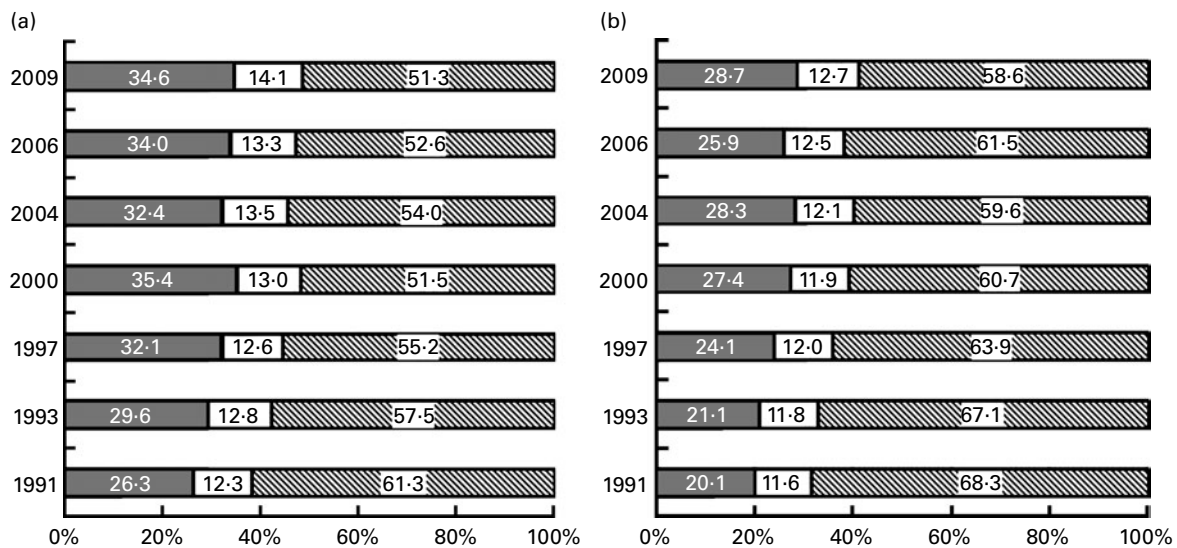 (a)
2009 34·6 14·1 51·3
2006 34·0 13·3 52·6
2004 32·4 13·5 54·0
2000 35·4 13·0 51·5
1997 32·1 12·6 55·2
1993 29·6 12·8 57·5
1991 26·3 12·3 61·3
0% 20% 40% 60% 80% 100%
(b)
2009 28·7 12·7 58·6
2006 25·9 12·5 61·5
2004 28·3 12·1 59·6
2000 27·4 11·9 60·7
1997 24·1 12·0 63·9
1993 21·1 11·8 67·1
1991 20·1 11·6 68·3
0% 20% 40% 60% 80% 100%